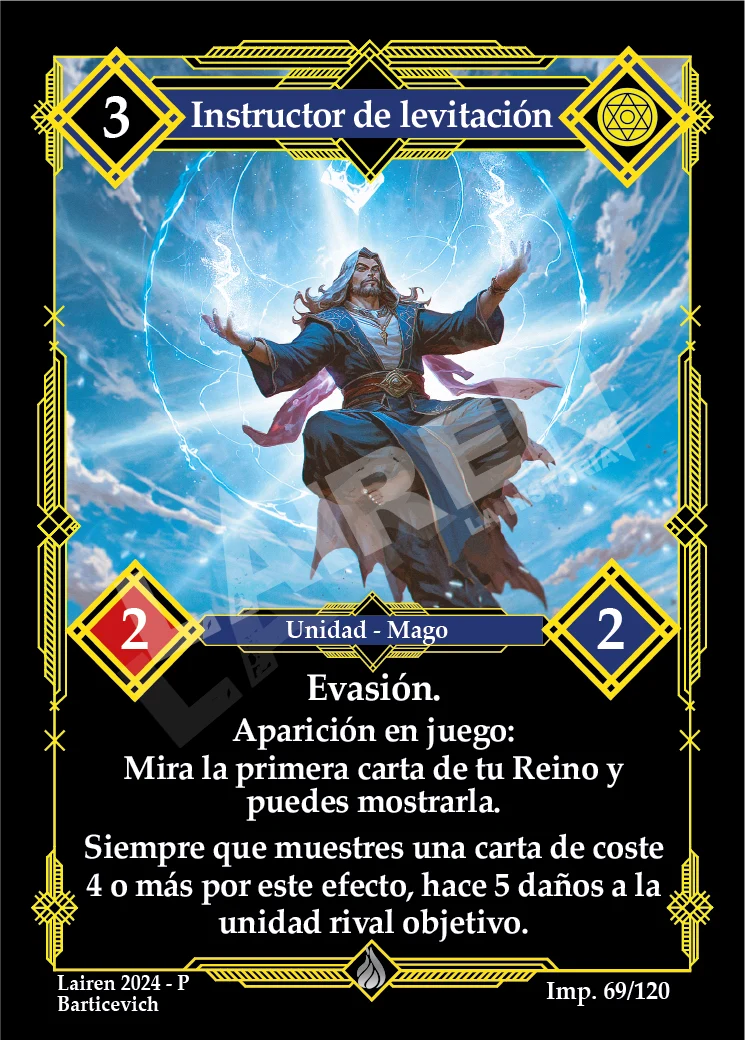 3
Instructor de levitación
LAIREN
2
Unidad - Mago
2
Evasión.
Aparición en juego:
Mira la primera carta de tu Reino y
puedes mostrarla.
Siempre que muestres una carta de coste
4 o más por este efecto, hace 5 daños a la
unidad rival objetivo.
Lairen 2024 - P
Barticevich
Imp. 69/120